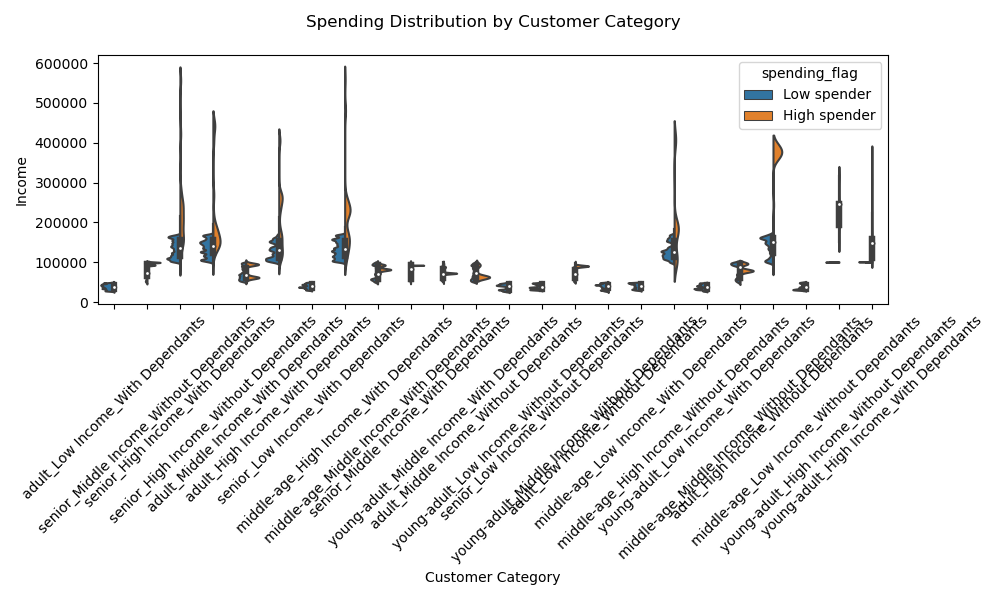 Spending Distribution by Customer Category
600000
500000
400000
300000
200000
100000
0
Income
spending_flag
Low spender
High spender
adult_Low Income_With Dependants
senior_Middle Income_Without Dependants
senior_High Income_With Dependants
senior_High Income_Without Dependants
adult_Middle Income_With Dependants
adult_High Income_With Dependants
senior_Low Income_With Dependants
middle-age_High Income_With Dependants
middle-age_Middle Income_With Dependants
senior_Middle Income_With Dependants
young-adult_Middle Income_With Dependants
adult_Middle Income_Without Dependants
young-adult_Low Income_Without Dependants
senior_Low Income_Without Dependants
young-adult_Middle Income_Without Dependants
adult_Low Income_Without Dependants
middle-age_Low Income_With Dependants
middle-age_High Income_Without Dependants
young-adult_Low Income_With Dependants
middle-age_Middle Income_Without Dependants
adult_High Income_Without Dependants
middle-age_Low Income_Without Dependants
young-adult_High Income_Without Dependants
young-adult_High Income_With Dependants
Customer Category